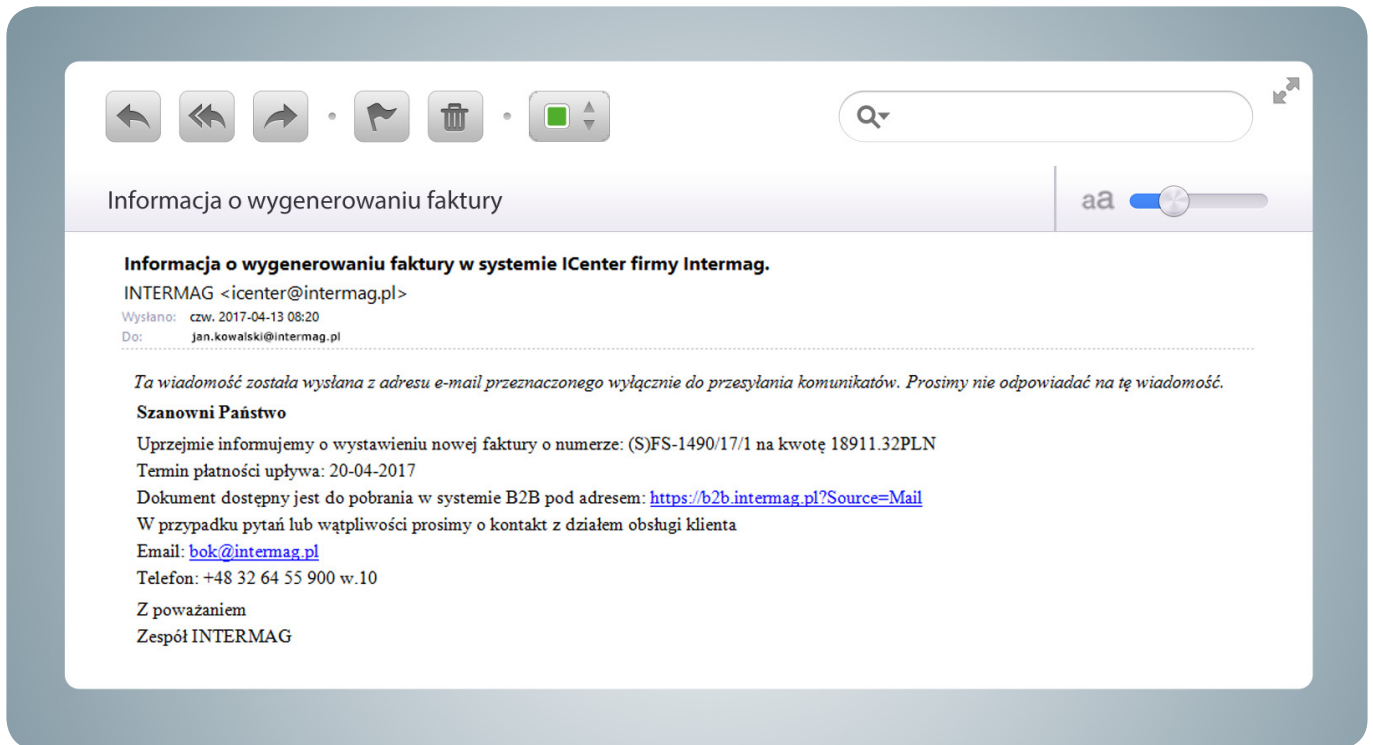 Informacja o wygenerowaniu faktury
aa
Informacja o wygenerowaniu faktury w systemie ICenter firmy Intermag.
INTERMAG <icenter@intermag.pl>
Wysłano: czw. 2017-04-13 08:20
Do: jan.kowalski@intermag.pl
Ta wiadomość została wysłana z adresu e-mail przeznaczonego wyłącznie do przesyłania komunikatów. Prosimy nie odpowiadać na tę wiadomość.
Szanowni Państwo
Uprzejmie informujemy o wystawieniu nowej faktury o numerze: (S)FS-1490/17/1 na kwotę 18911.32PLN
Termin płatności upływa: 20-04-2017
Dokument dostępny jest do pobrania w systemie B2B pod adresem: https://b2b.intermag.pl?Source=Mail
W przypadku pytań lub wątpliwości prosimy o kontakt z działem obsługi klienta
Email: bok@intermag.pl
Telefon: +48 32 64 55 900 w.10
Z poważaniem
Zespół INTERMAG